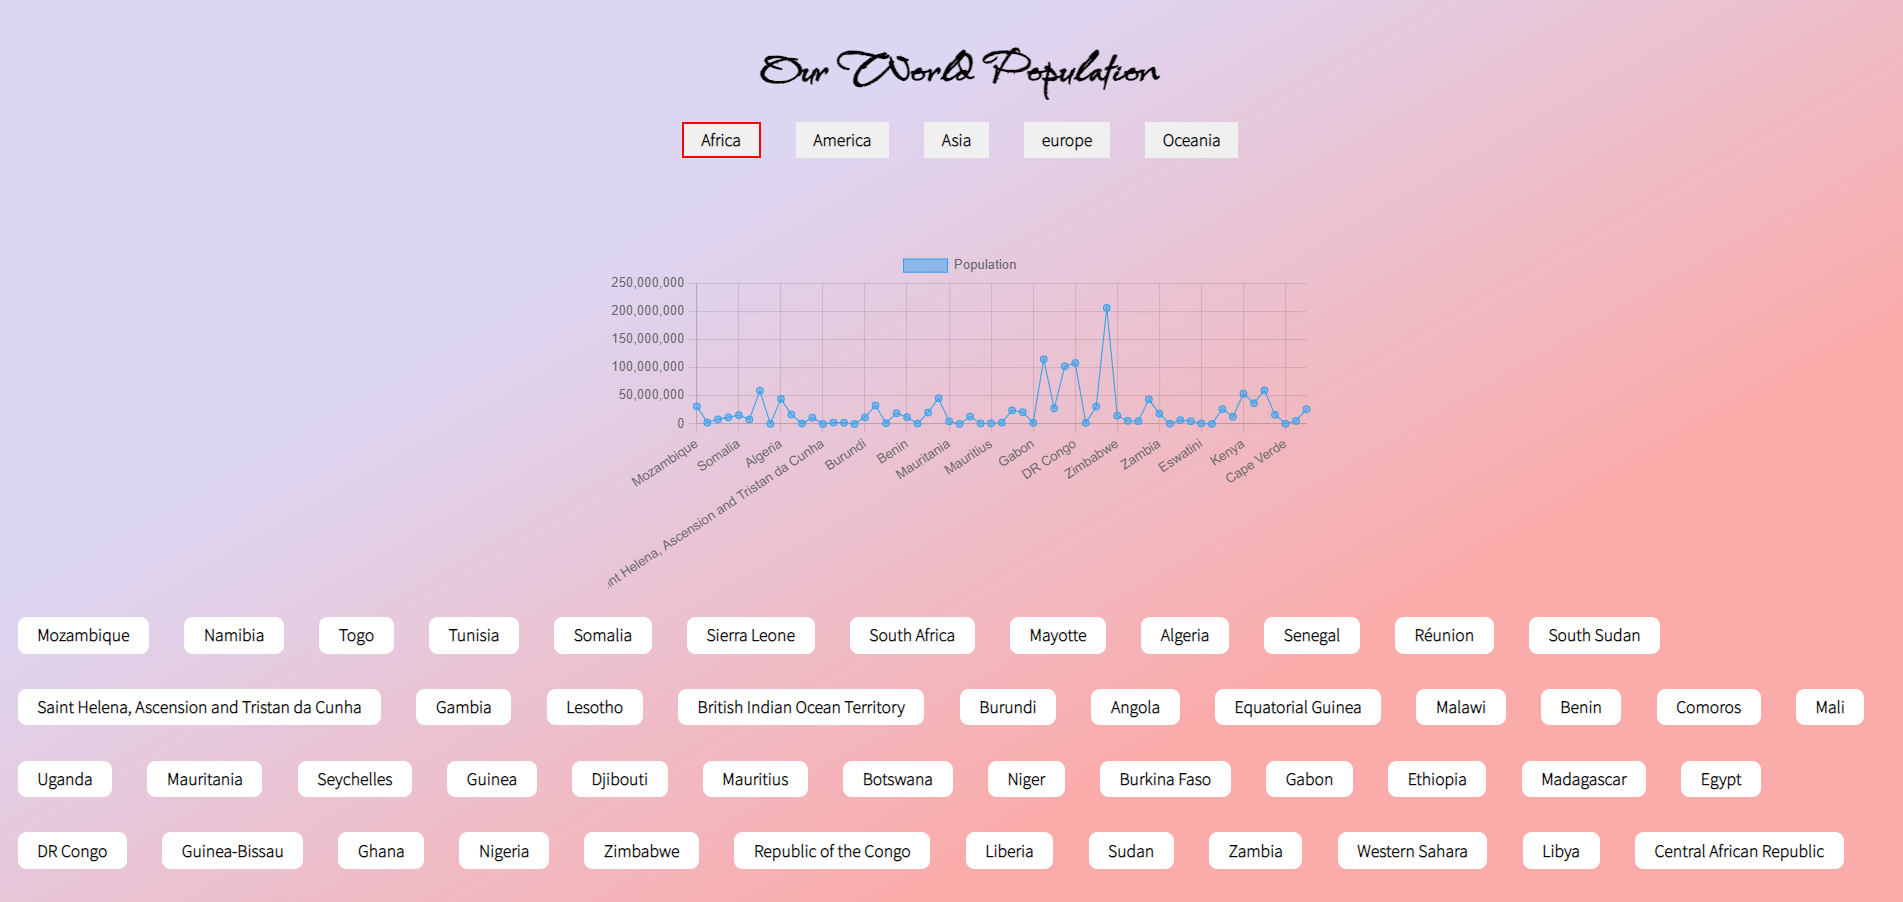 Our World Population
Africa America Asia europe Oceania
Population
250,000,000
200,000,000
150,000,000
100,000,000
50,000,000
0
Mozambique Somalia Algeria nt Helena, Ascension and Tristan da Cunha Burundi Benin Mauritania Mauritius Gabon DR Congo Zimbabwe Zambia Eswatini Kenya Cape Verde
Mozambique Namibia Togo Tunisia Somalia Sierra Leone South Africa Mayotte Algeria Senegal Réunion South Sudan
Saint Helena, Ascension and Tristan da Cunha Gambia Lesotho British Indian Ocean Territory Burundi Angola Equatorial Guinea Malawi Benin Comoros Mali
Uganda Mauritania Seychelles Guinea Djibouti Mauritius Botswana Niger Burkina Faso Gabon Ethiopia Madagascar Egypt
DR Congo Guinea-Bissau Ghana Nigeria Zimbabwe Republic of the Congo Liberia Sudan Zambia Western Sahara Libya Central African Republic